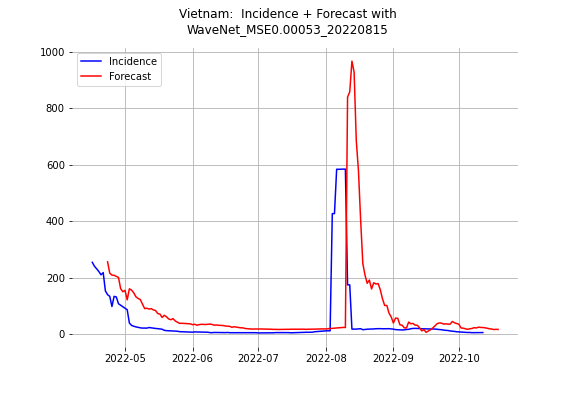 Vietnam:  Incidence + Forecast with
WaveNet_MSE0.00053_20220815
Incidence
Forecast
1000
800
600
400
200
0
2022-05 2022-06 2022-07 2022-08 2022-09 2022-10